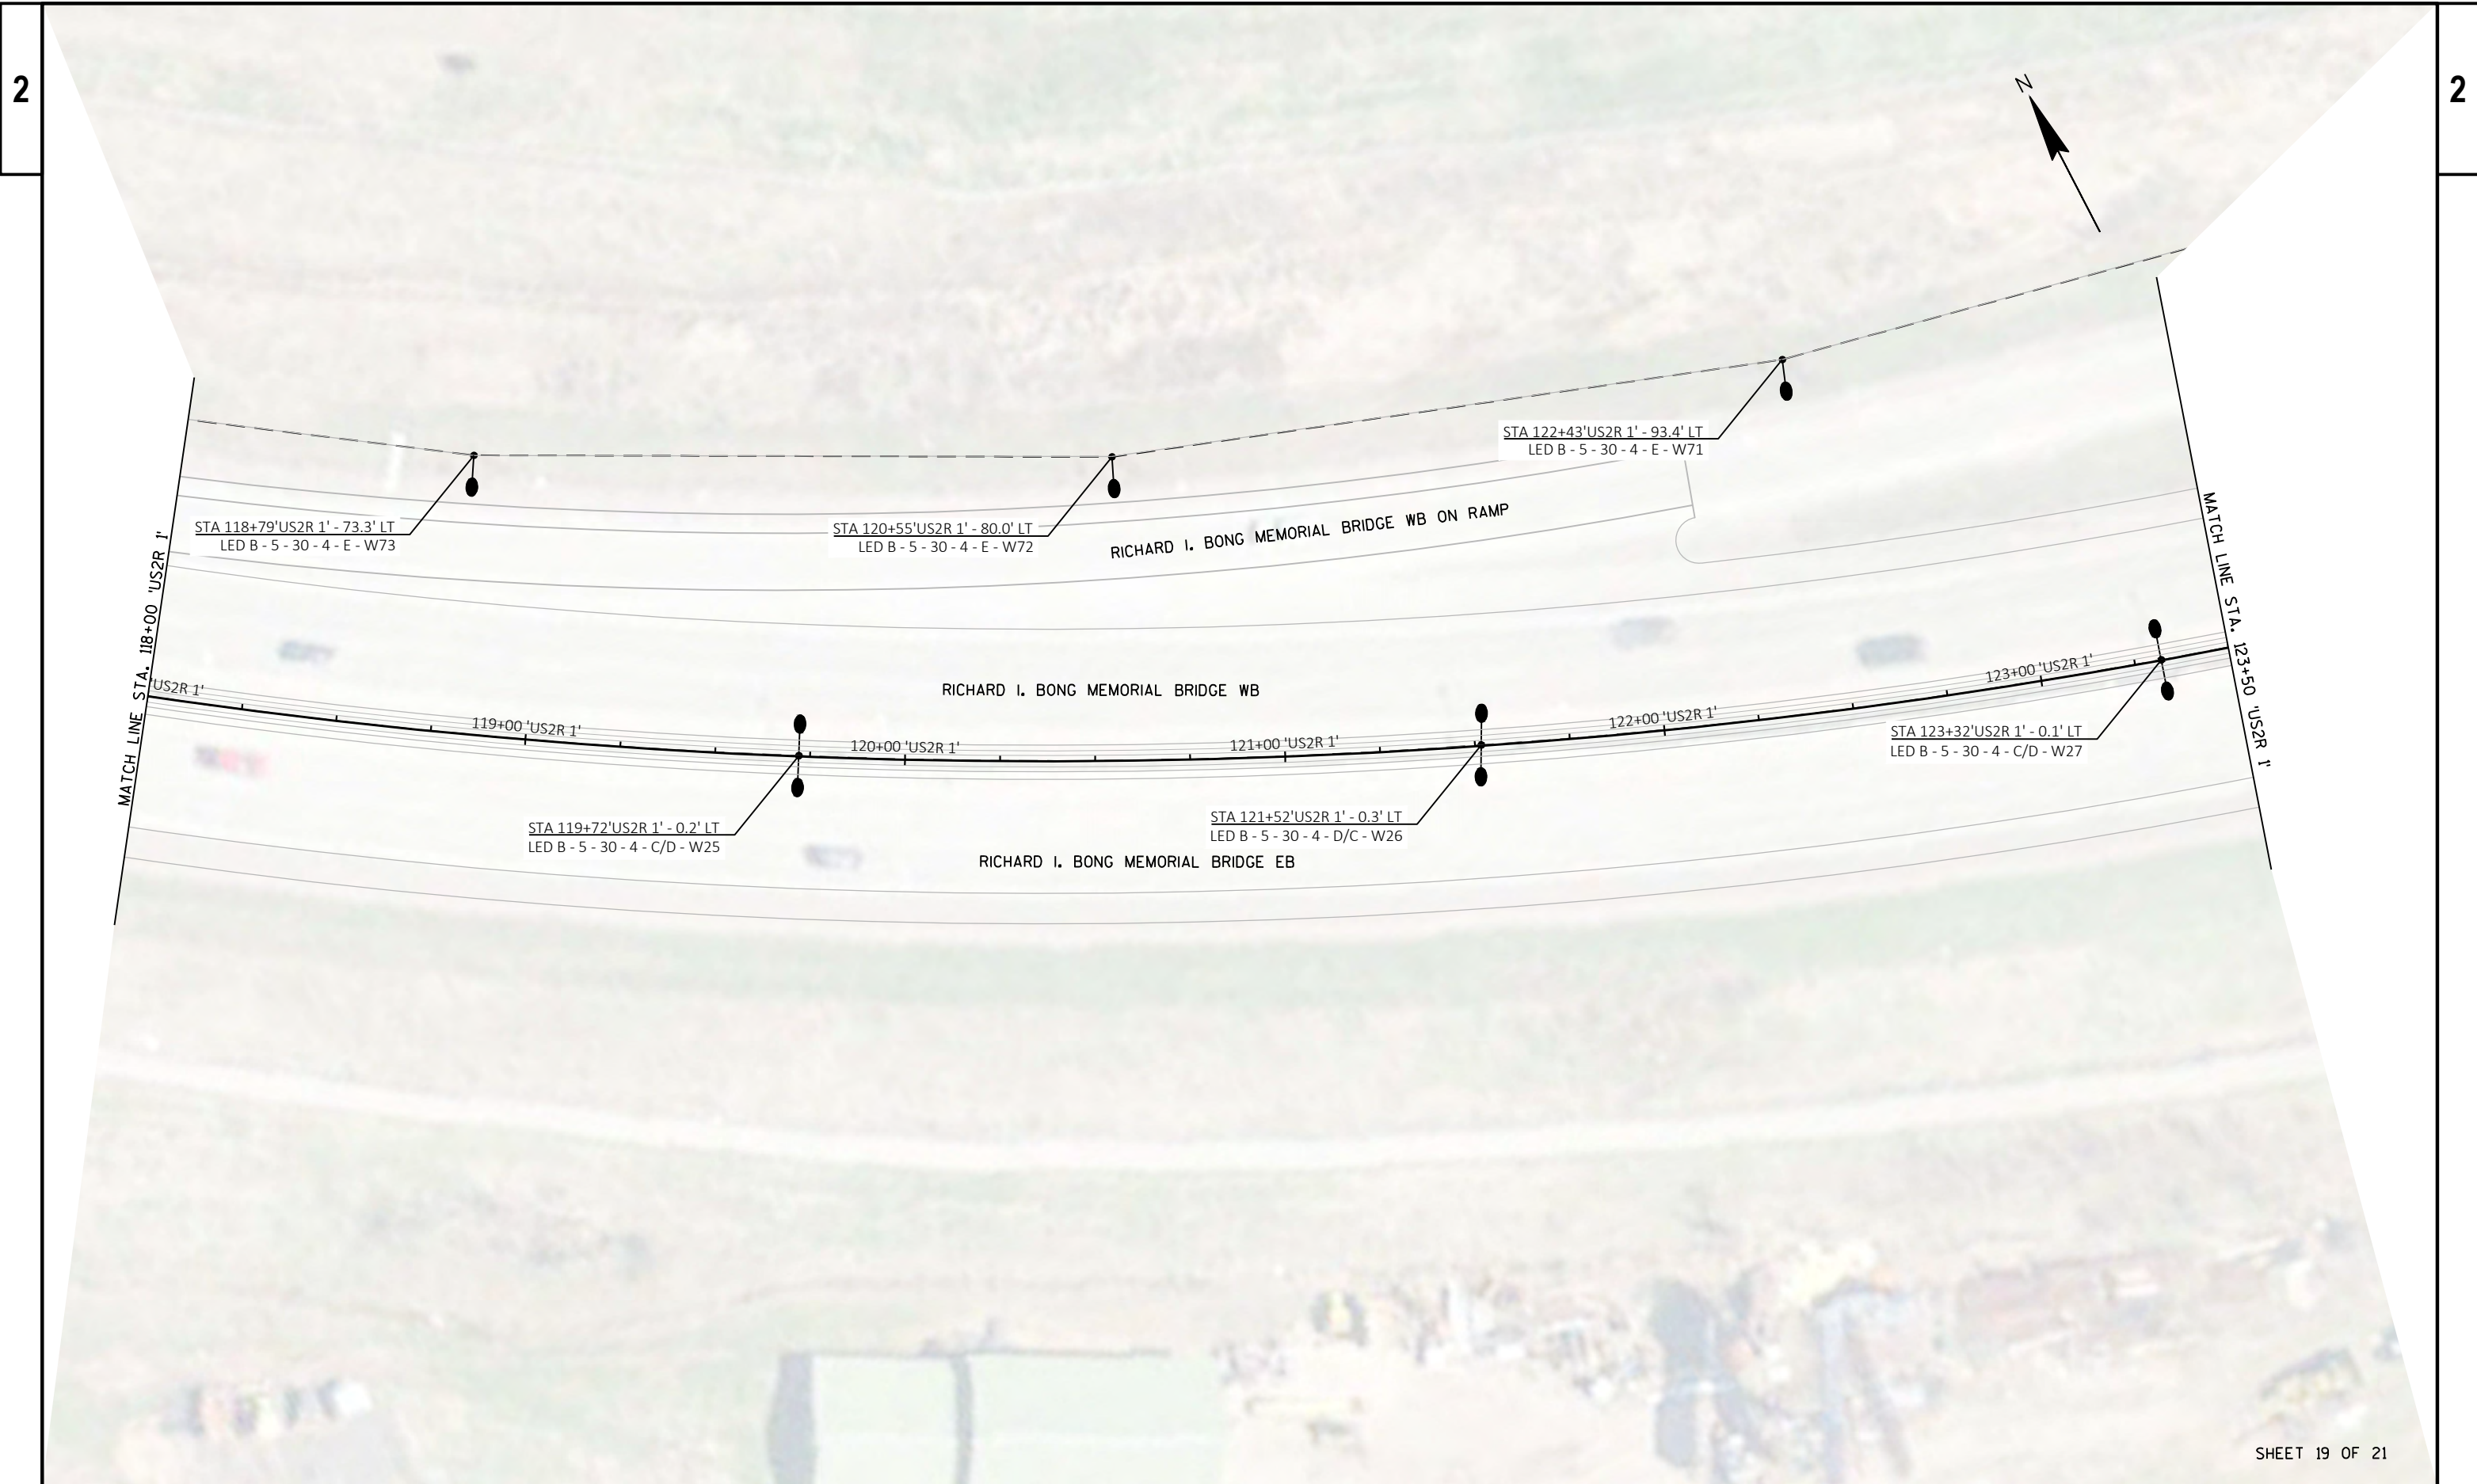 2
2
N
STA 122+43'US2R 1' - 93.4' LT
LED B - 5 - 30 - 4 - E - W71
STA 118+79'US2R 1' - 73.3' LT
LED B - 5 - 30 - 4 - E - W73
STA 120+55'US2R 1' - 80.0' LT
LED B - 5 - 30 - 4 - E - W72
RICHARD I. BONG MEMORIAL BRIDGE WB ON RAMP
MATCH LINE STA. 118+00 'US2R 1'
MATCH LINE STA. 123+50 'US2R 1'
RICHARD I. BONG MEMORIAL BRIDGE WB
'US2R 1'
119+00 'US2R 1'
120+00 'US2R 1'
121+00 'US2R 1'
122+00 'US2R 1'
123+00 'US2R 1'
STA 123+32'US2R 1' - 0.1' LT
LED B - 5 - 30 - 4 - C/D - W27
STA 119+72'US2R 1' - 0.2' LT
LED B - 5 - 30 - 4 - C/D - W25
STA 121+52'US2R 1' - 0.3' LT
LED B - 5 - 30 - 4 - D/C - W26
RICHARD I. BONG MEMORIAL BRIDGE EB
SHEET 19 OF 21